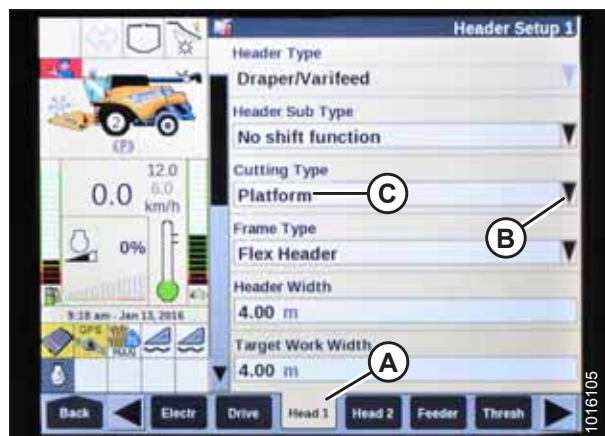 Header Setup 1
Header Type
Draper/Varifeed
Header Sub Type
No shift function
Cutting Type
Platform
C
B
Frame Type
Flex Header
Header Width
4.00 m
Target Work Width
4.00 m
A
2
(F)
12.0
0.0
6.0
km/h
0%
9:18 am - Jan 13, 2016
GPS
MAN
Back
Electr
Drive
Head 1
Head 2
Feeder
Thresh
1016105